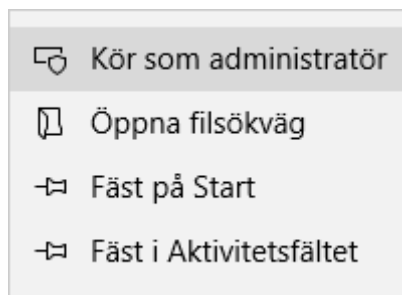 Kör som administratör
Öppna filsökväg
Fäst på Start
Fäst i Aktivitetsfältet